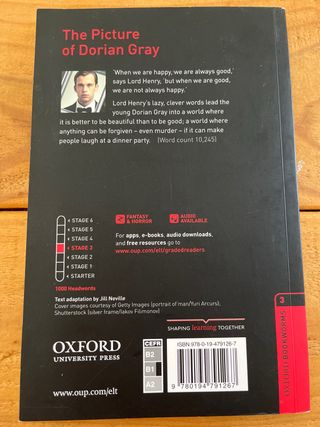 The Picture
of Dorian Gray
'When we are happy, we are always good,'
says Lord Henry, 'but when we are good,
we are not always happy.'
Lord Henry's lazy, clever words lead the
young Dorian Gray into a world where
it is better to be beautiful than to be good; a world where
anything can be forgiven – even murder – if it can make
people laugh at a dinner party. (Word count 10,245)
STAGE 6
STAGE 5
STAGE 4
STAGE 3
STAGE 2
STAGE 1
STARTER
1000 Headwords
FANTASY
& HORROR
AUDIO
AVAILABLE
For apps, e-books, audio downloads,
and free resources go to
www.oup.com/elt/gradedreaders
Text adaptation by Jill Neville
Cover images courtesy of Getty Images (portrait of man/Yuri Arcurs),
Shutterstock (silver frame/Iakov Filimonov)
SHAPING learning TOGETHER
OXFORD
UNIVERSITY PRESS
www.oup.com/elt
CEFR
B2
B1
A2
ISBN 978-0-19-479126-7
9 780194 791267
3
OXFORD BOOKWORMS